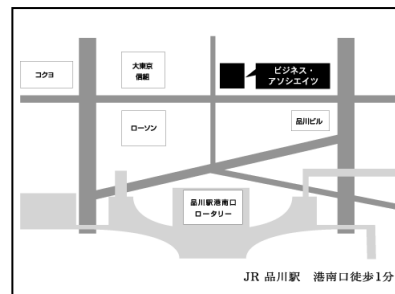 コクヨ
大東京
信組
ビジネス・
アソシエイツ
ローソン
品川ビル
品川駅港南口
ロータリー
JR 品川駅　港南口徒歩1分